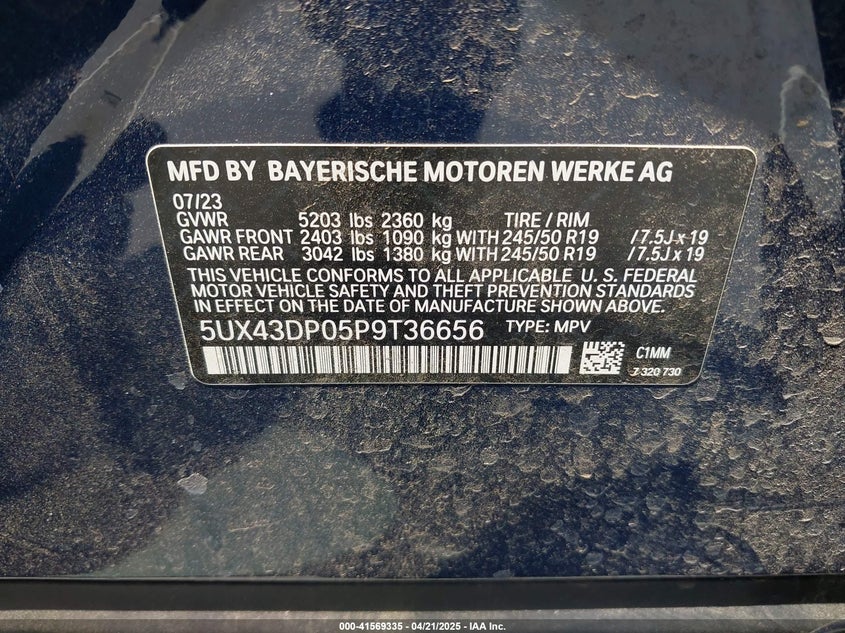 MFD BY BAYERISCHE MOTOREN WERKE AG
07/23
GVWR 5203 lbs 2360 kg TIRE / RIM
GAWR FRONT 2403 lbs 1090 kg WITH 245/50 R19 /7.5J x 19
GAWR REAR 3042 lbs 1380 kg WITH 245/50 R19 /7.5J x 19
THIS VEHICLE CONFORMS TO ALL APPLICABLE U. S. FEDERAL
MOTOR VEHICLE SAFETY AND THEFT PREVENTION STANDARDS
IN EFFECT ON THE DATE OF MANUFACTURE SHOWN ABOVE.
5UX43DP05P9T36656 TYPE: MPV
C1MM
7 320 730
000-41569335 - 04/21/2025 - IAA Inc.